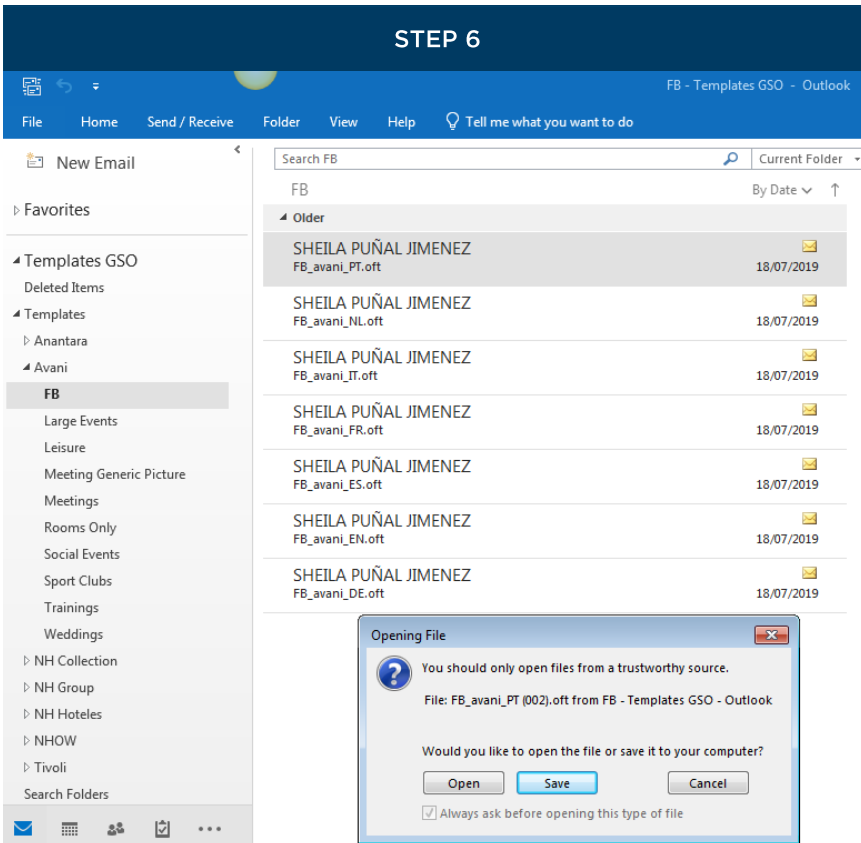 STEP 6
FB - Templates GSO - Outlook
File Home Send / Receive Folder View Help Tell me what you want to do
New Email
Favorites
Templates GSO
Deleted Items
Templates
Anantara
Avani
FB
Large Events
Leisure
Meeting Generic Picture
Meetings
Rooms Only
Social Events
Sport Clubs
Trainings
Weddings
NH Collection
NH Group
NH Hoteles
NHOW
Tivoli
Search Folders
Search FB Current Folder
FB By Date
Older
SHEILA PUÑAL JIMENEZ
FB_avani_PT.oft 18/07/2019
SHEILA PUÑAL JIMENEZ
FB_avani_NL.oft 18/07/2019
SHEILA PUÑAL JIMENEZ
FB_avani_IT.oft 18/07/2019
SHEILA PUÑAL JIMENEZ
FB_avani_FR.oft 18/07/2019
SHEILA PUÑAL JIMENEZ
FB_avani_ES.oft 18/07/2019
SHEILA PUÑAL JIMENEZ
FB_avani_EN.oft 18/07/2019
SHEILA PUÑAL JIMENEZ
FB_avani_DE.oft 18/07/2019
Opening File
You should only open files from a trustworthy source.
File: FB_avani_PT (002).oft from FB - Templates GSO - Outlook
Would you like to open the file or save it to your computer?
Open Save Cancel
Always ask before opening this type of file